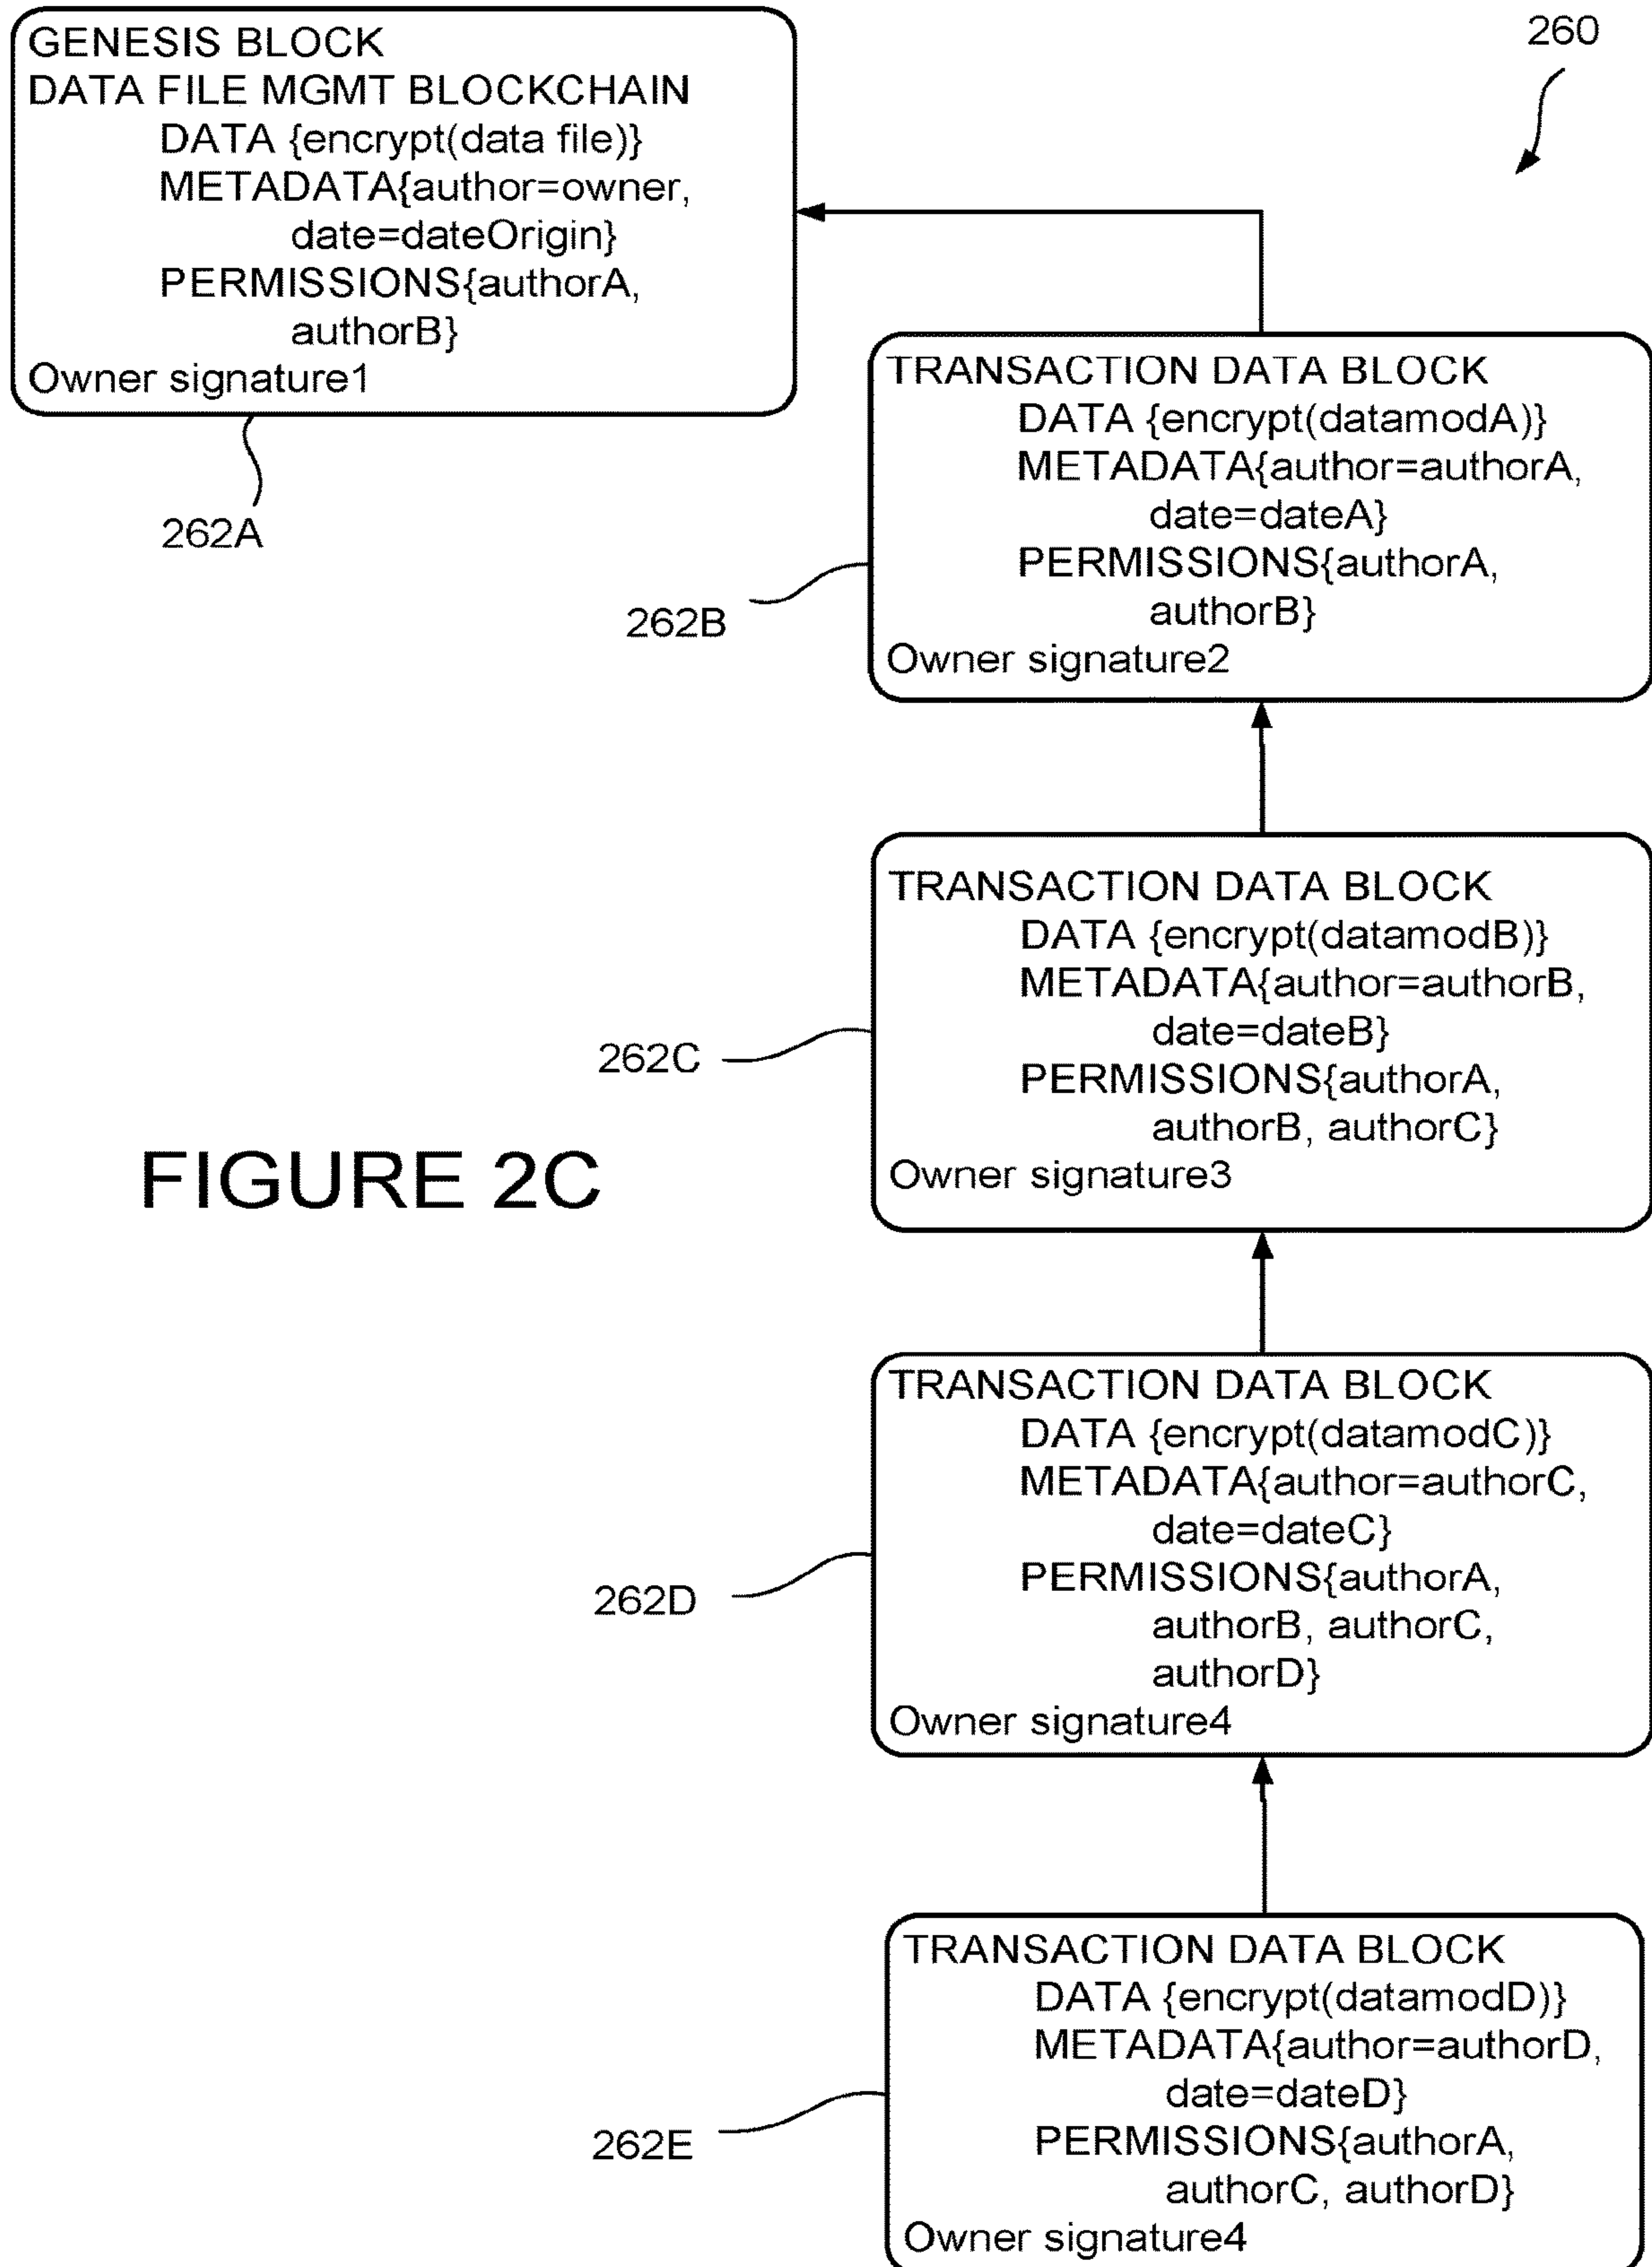 GENESIS BLOCK
DATA FILE MGMT BLOCKCHAIN
DATA {encrypt(data file)}
METADATA{author=owner,
date=dateOrigin}
PERMISSIONS{authorA,
authorB}
Owner signature1
262A
260
TRANSACTION DATA BLOCK
DATA {encrypt(datamodA)}
METADATA{author=authorA,
date=dateA}
PERMISSIONS{authorA,
authorB}
Owner signature2
262B
TRANSACTION DATA BLOCK
DATA {encrypt(datamodB)}
METADATA{author=authorB,
date=dateB}
PERMISSIONS{authorA,
authorB, authorC}
Owner signature3
262C
FIGURE 2C
TRANSACTION DATA BLOCK
DATA {encrypt(datamodC)}
METADATA{author=authorC,
date=dateC}
PERMISSIONS{authorA,
authorB, authorC,
authorD}
Owner signature4
262D
TRANSACTION DATA BLOCK
DATA {encrypt(datamodD)}
METADATA{author=authorD,
date=dateD}
PERMISSIONS{authorA,
authorC, authorD}
Owner signature4
262E